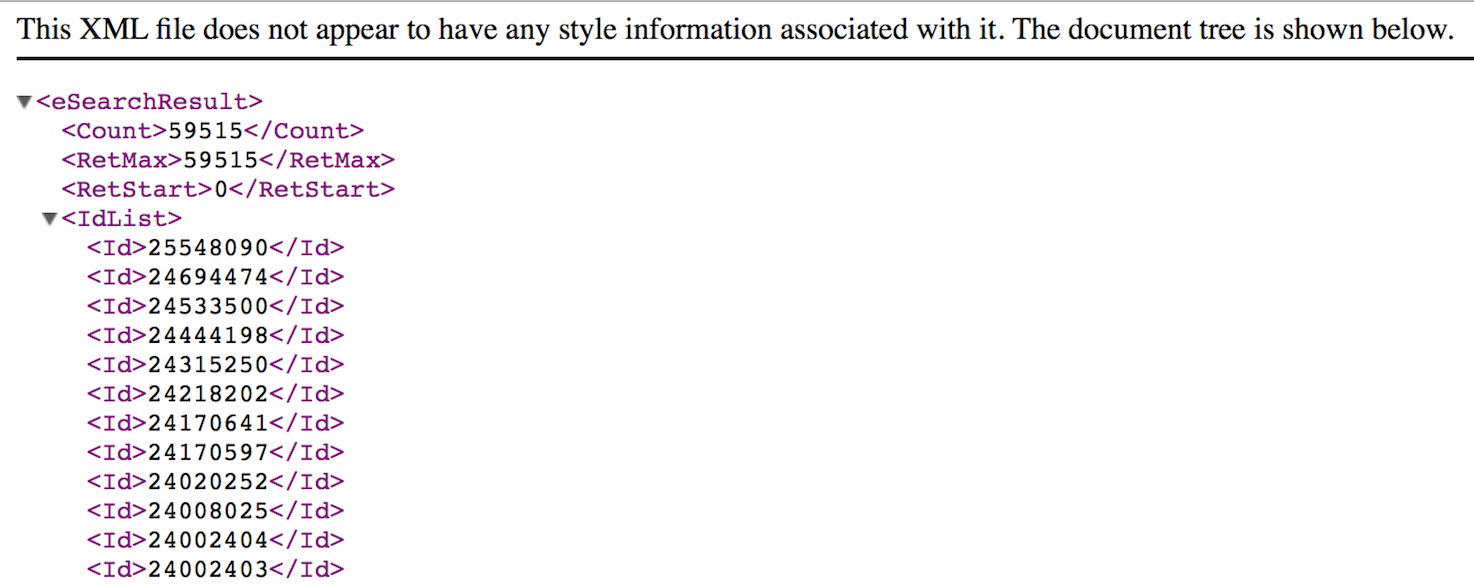 This XML file does not appear to have any style information associated with it. The document tree is shown below.
▼<eSearchResult>
<Count>59515</Count>
<RetMax>59515</RetMax>
<RetStart>0</RetStart>
▼<IdList>
<Id>25548090</Id>
<Id>24694474</Id>
<Id>24533500</Id>
<Id>24444198</Id>
<Id>24315250</Id>
<Id>24218202</Id>
<Id>24170641</Id>
<Id>24170597</Id>
<Id>24020252</Id>
<Id>24008025</Id>
<Id>24002404</Id>
<Id>24002403</Id>